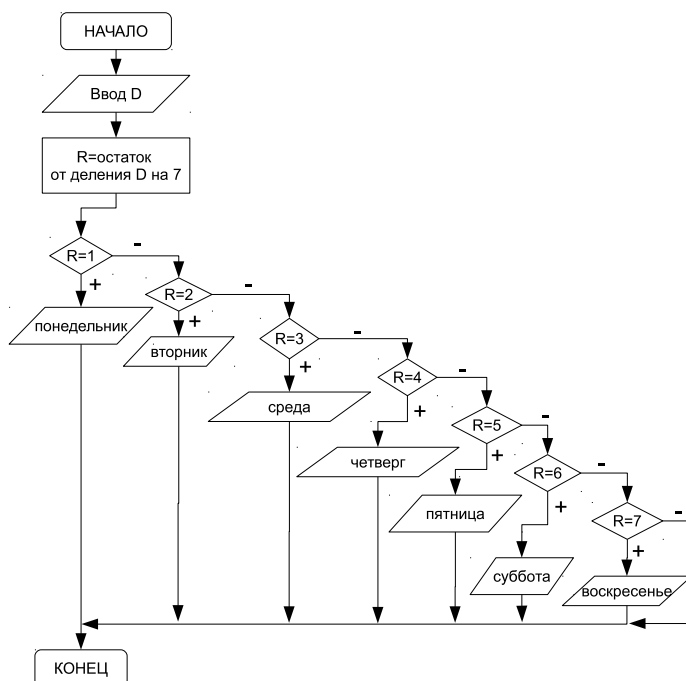 НАЧАЛО
Ввод D
R=остаток
от деления D на 7
R=1
-
+
понедельник
R=2
-
+
вторник
R=3
-
+
среда
R=4
-
+
четверг
R=5
-
+
пятница
R=6
-
+
суббота
R=7
-
+
воскресенье
КОНЕЦ